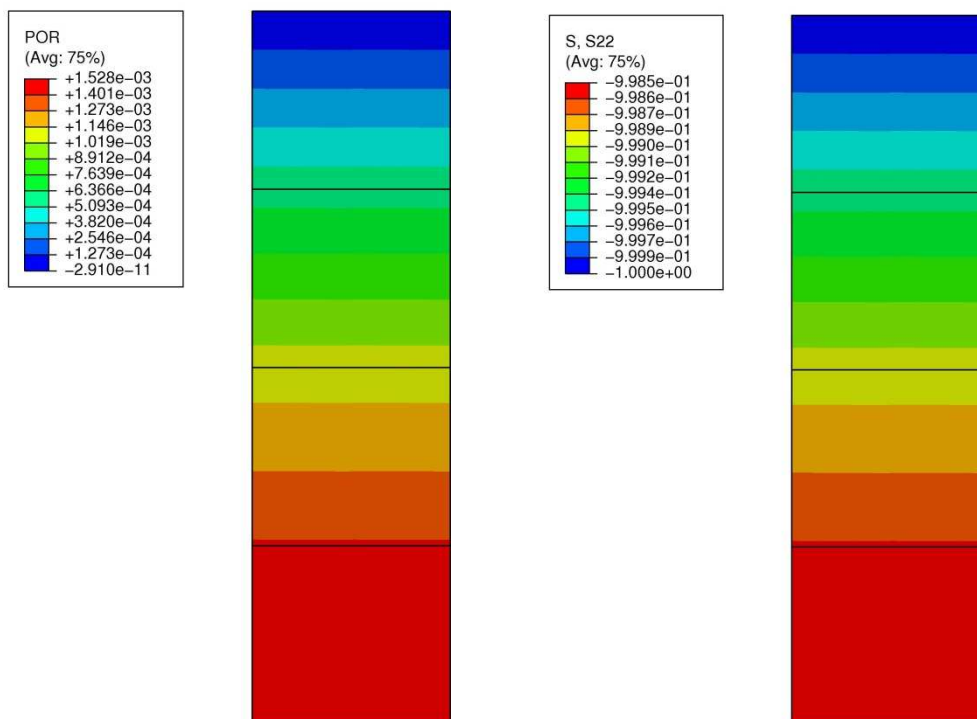 POR
(Avg: 75%)
+1.528e−03
+1.401e−03
+1.273e−03
+1.146e−03
+1.019e−03
+8.912e−04
+7.639e−04
+6.366e−04
+5.093e−04
+3.820e−04
+2.546e−04
+1.273e−04
−2.910e−11
S, S22
(Avg: 75%)
−9.985e−01
−9.986e−01
−9.987e−01
−9.989e−01
−9.990e−01
−9.991e−01
−9.992e−01
−9.994e−01
−9.995e−01
−9.996e−01
−9.997e−01
−9.999e−01
−1.000e+00